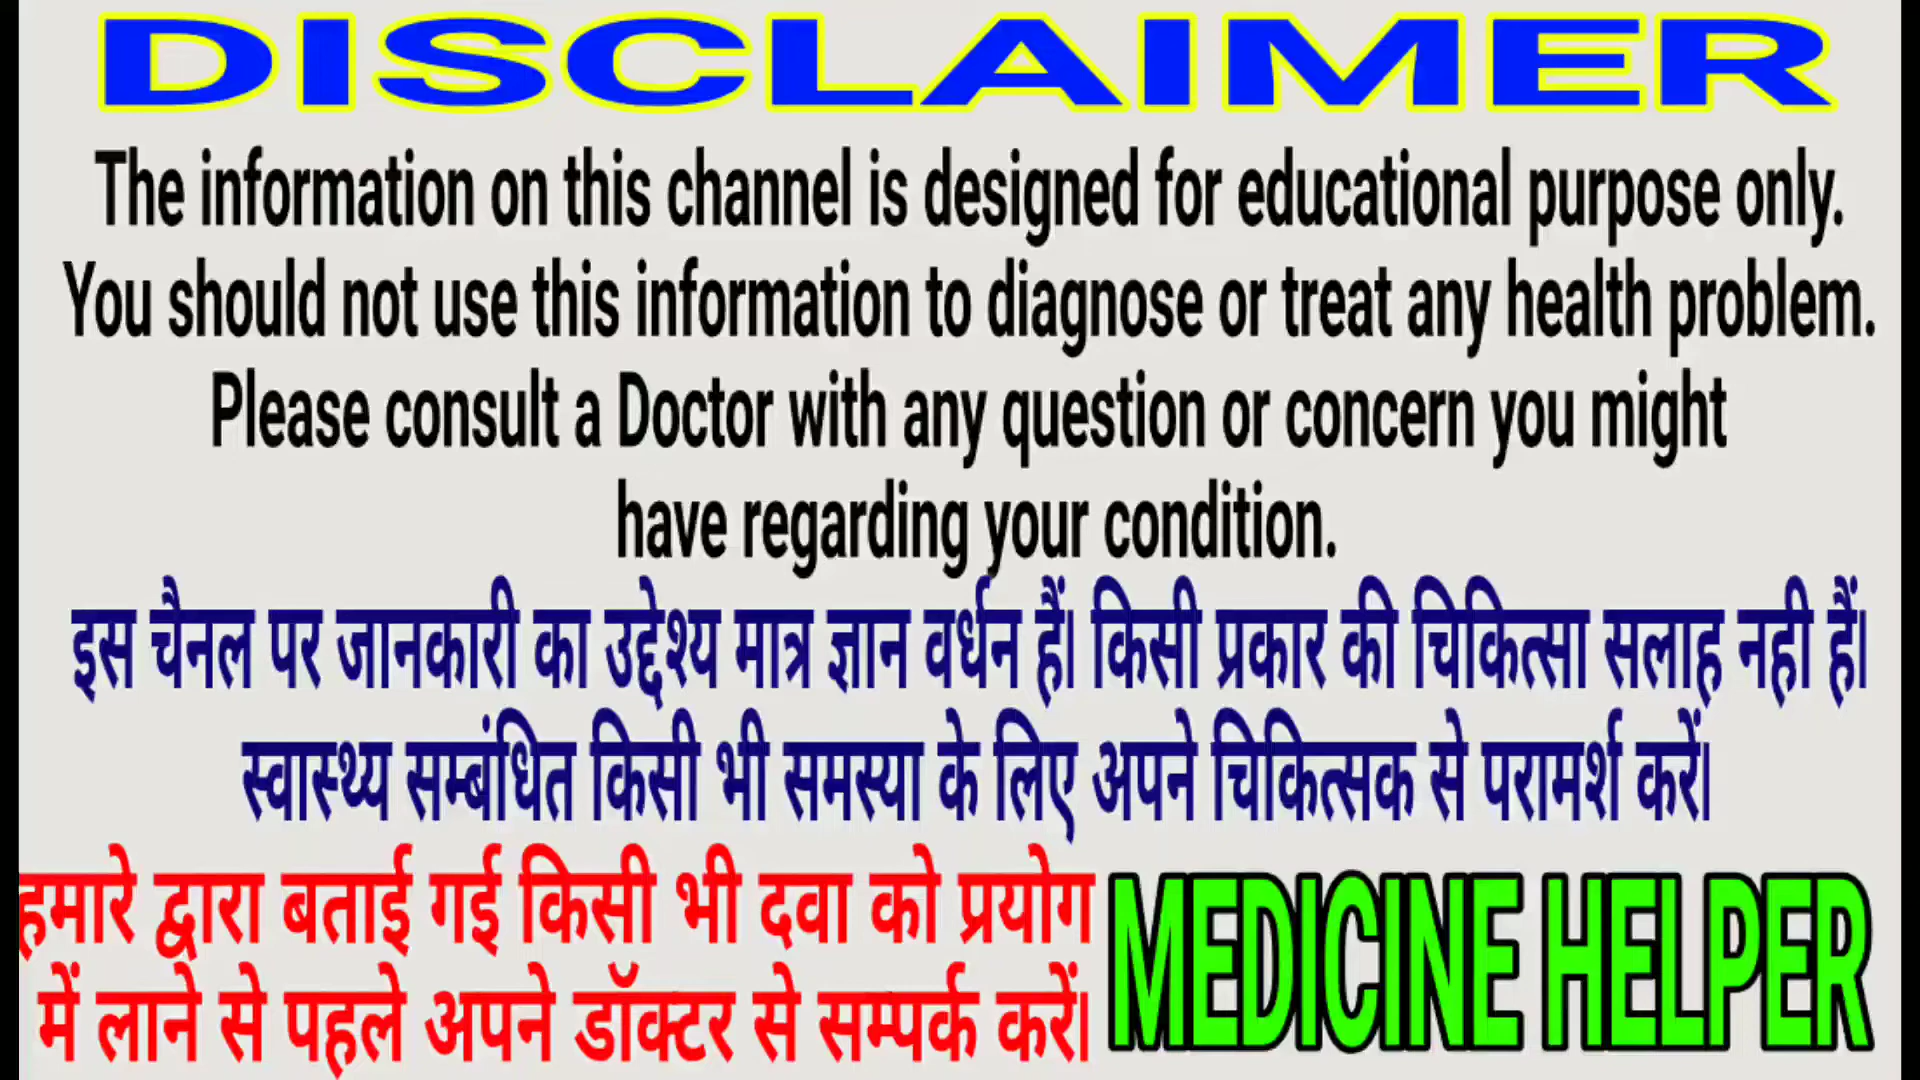 DISCLAIMER
The information on this channel is designed for educational purpose only.
You should not use this information to diagnose or treat any health problem.
Please consult a Doctor with any question or concern you might
have regarding your condition.
इस चैनल पर जानकारी का उद्देश्य मात्र ज्ञान वर्धन हैं। किसी प्रकार की चिकित्सा सलाह नही हैं।
स्वास्थ्य सम्बंधित किसी भी समस्या के लिए अपने चिकित्सक से परामर्श करें।
हमारे द्वारा बताई गई किसी भी दवा को प्रयोग
में लाने से पहले अपने डॉक्टर से सम्पर्क करें।
MEDICINE HELPER